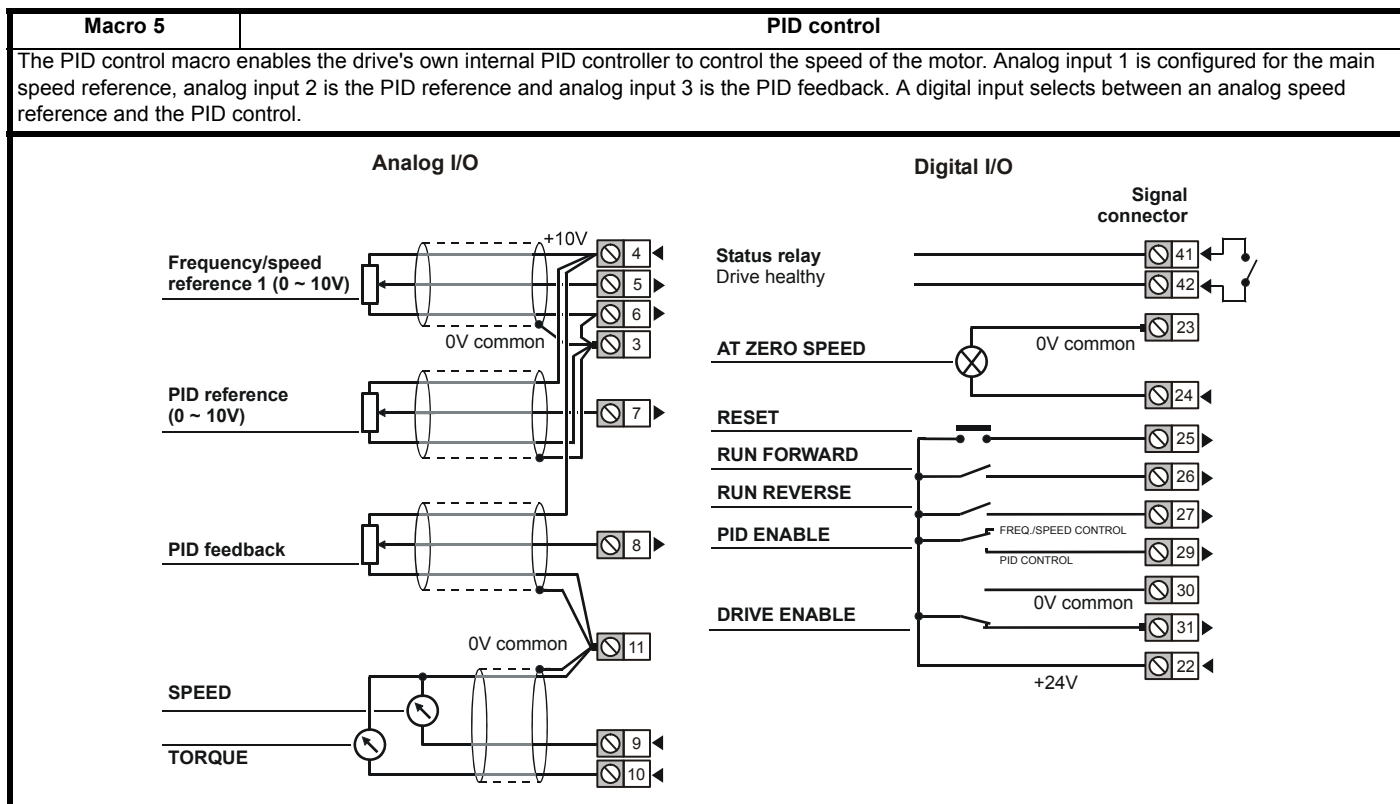 Macro 5
PID control
The PID control macro enables the drive's own internal PID controller to control the speed of the motor. Analog input 1 is configured for the main
speed reference, analog input 2 is the PID reference and analog input 3 is the PID feedback. A digital input selects between an analog speed
reference and the PID control.
Analog I/O
+10V
4
Frequency/speed
reference 1 (0 ~ 10V)
5
6
0V common
3
PID reference
(0 ~ 10V)
7
PID feedback
8
0V common
11
SPEED
9
TORQUE
10
Digital I/O
Signal
connector
Status relay
Drive healthy
41
42
23
0V common
AT ZERO SPEED
24
RESET
25
RUN FORWARD
26
RUN REVERSE
27
PID ENABLE
FREQ./SPEED CONTROL
29
PID CONTROL
30
0V common
DRIVE ENABLE
31
22
+24V